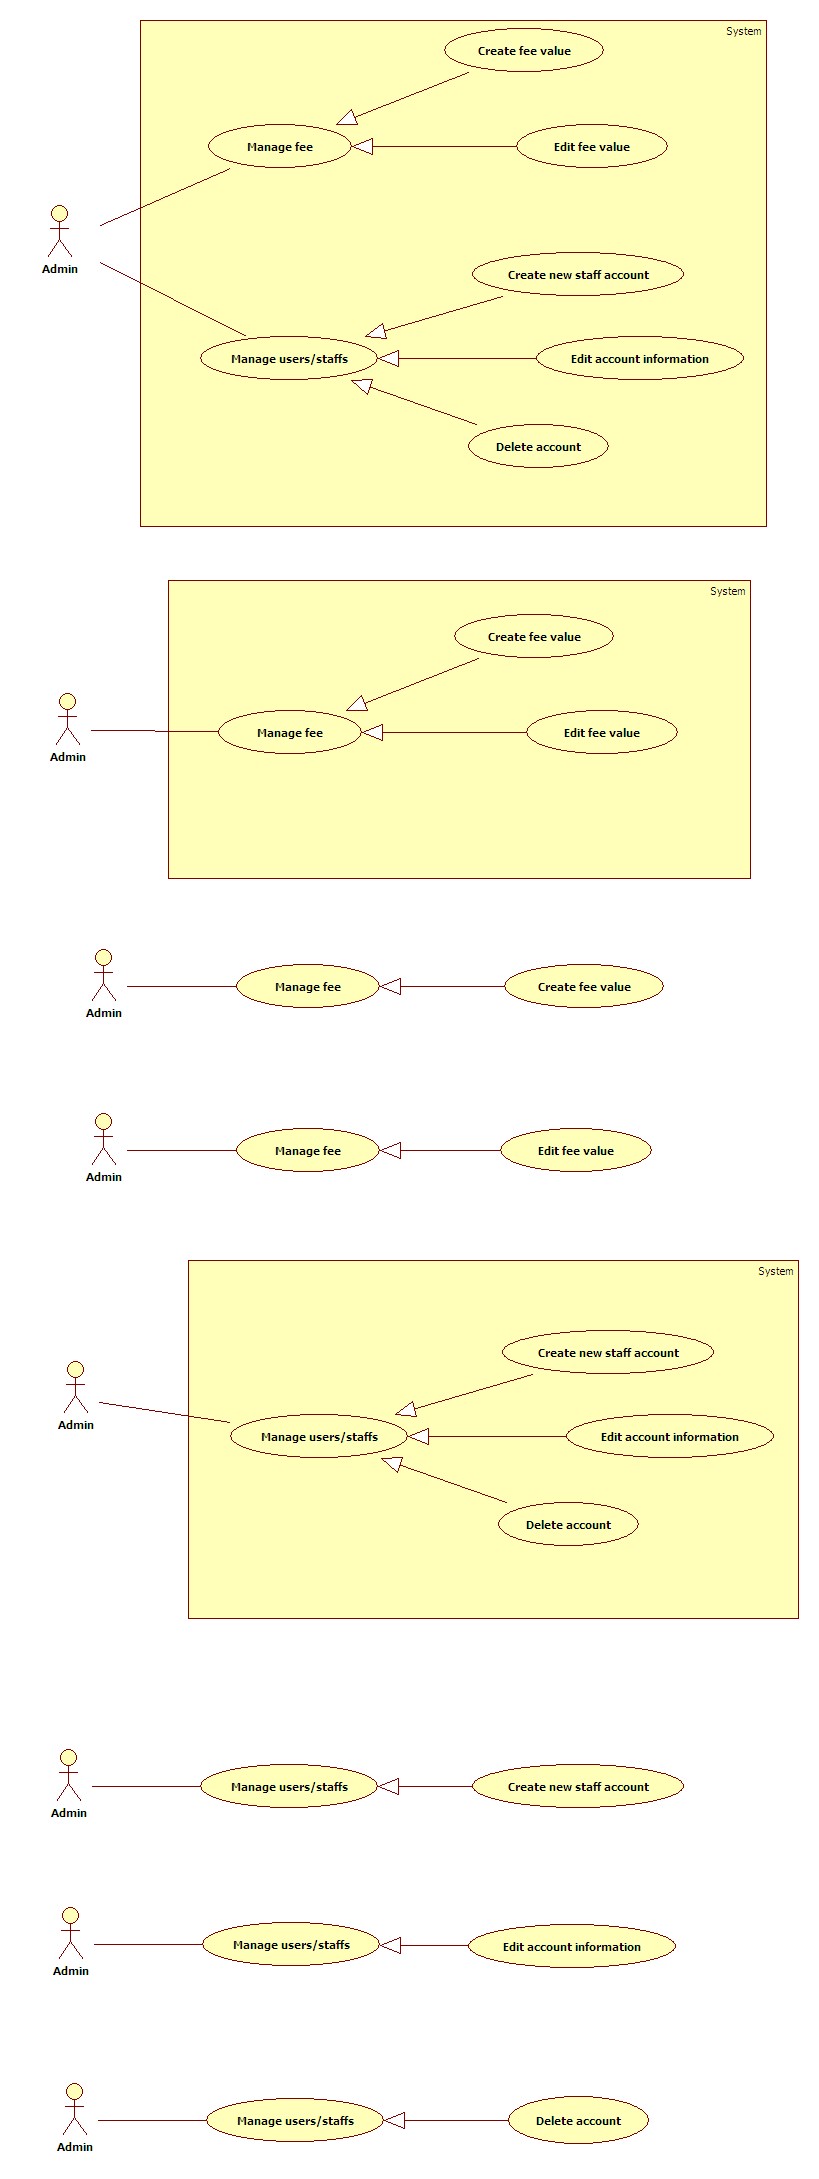 System
Create fee value
Manage fee
Edit fee value
Admin
Create new staff account
Manage users/staffs
Edit account information
Delete account
System
Create fee value
Manage fee
Edit fee value
Admin
Manage fee
Create fee value
Admin
Manage fee
Edit fee value
Admin
System
Create new staff account
Admin
Manage users/staffs
Edit account information
Delete account
Manage users/staffs
Create new staff account
Admin
Manage users/staffs
Edit account information
Admin
Manage users/staffs
Delete account
Admin